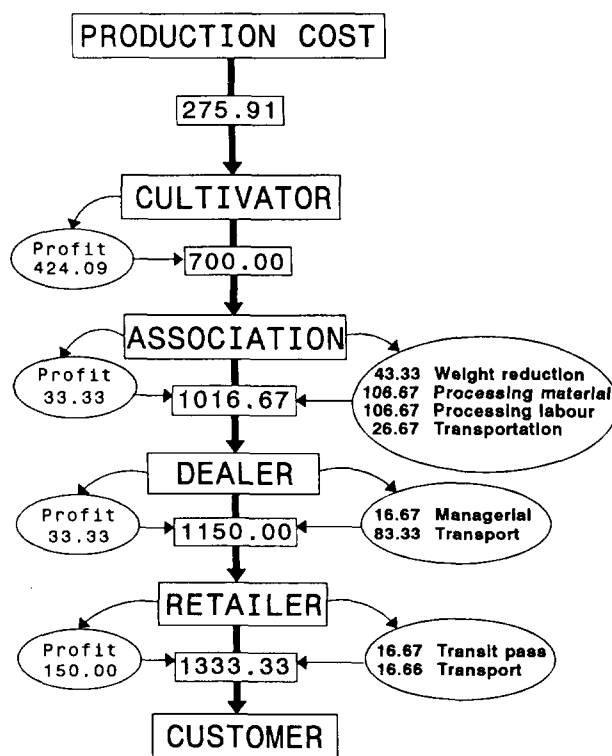 PRODUCTION COST
275.91
CULTIVATOR
Profit
424.09
700.00
ASSOCIATION
Profit
33.33
1016.67
43.33 Weight reduction
106.67 Processing material
106.67 Processing labour
26.67 Transportation
DEALER
Profit
33.33
1150.00
16.67 Managerial
83.33 Transport
RETAILER
Profit
150.00
1333.33
16.67 Transit pass
16.66 Transport
CUSTOMER